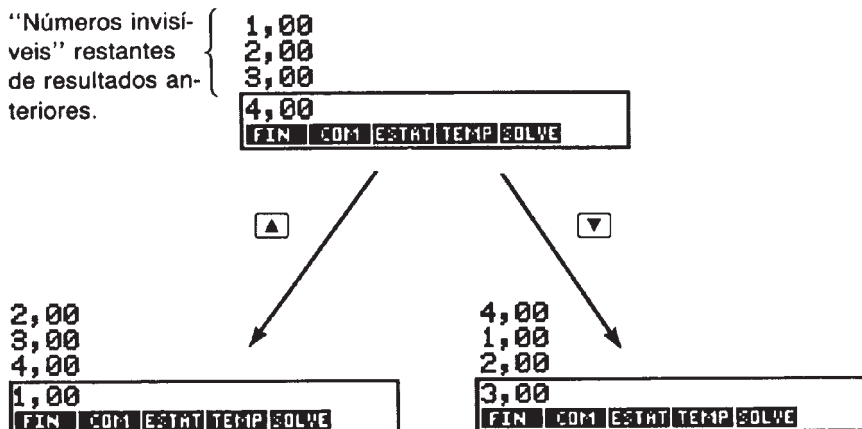 "Números invisí-
veis" restantes
de resultados an-
teriores.
1,00
2,00
3,00
4,00
FIN COM ESTAT TEMP SOLVE
▲
▼
2,00
3,00
4,00
1,00
FIN COM ESTAT TEMP SOLVE
4,00
1,00
2,00
3,00
FIN COM ESTAT TEMP SOLVE